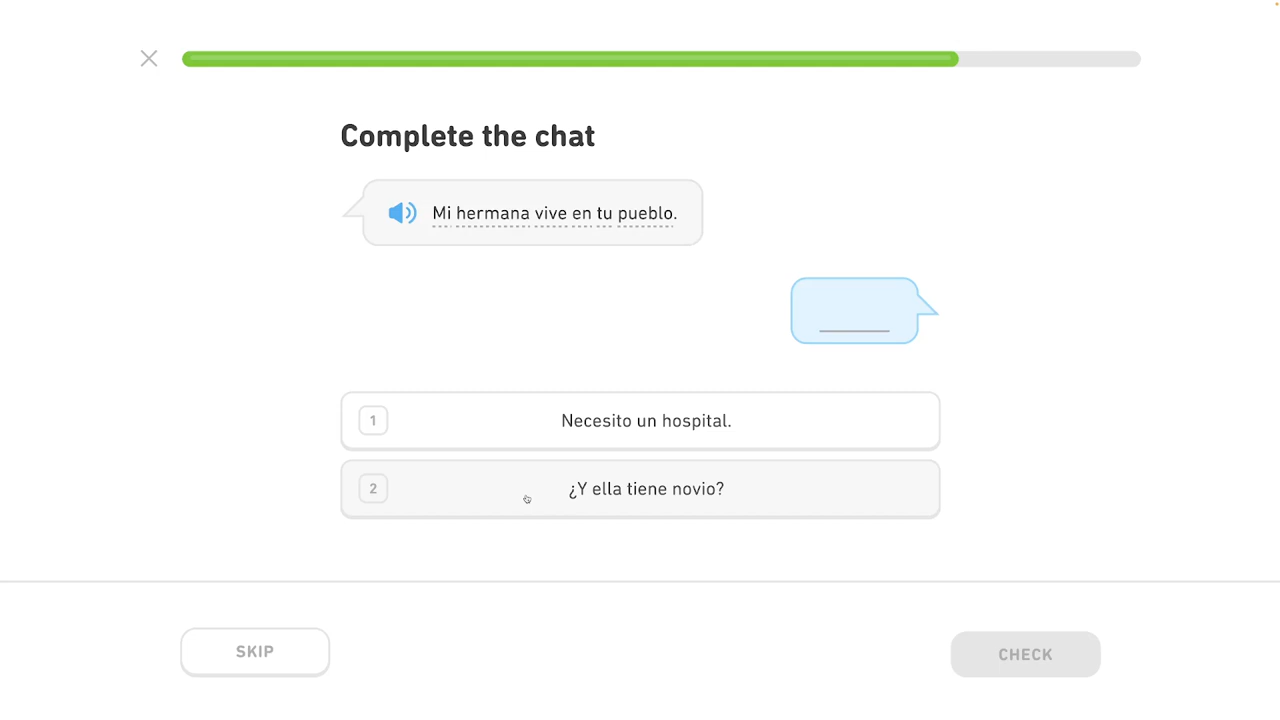 Complete the chat
Mi hermana vive en tu pueblo.
1 Necesito un hospital.
2 ¿Y ella tiene novio?
SKIP
CHECK